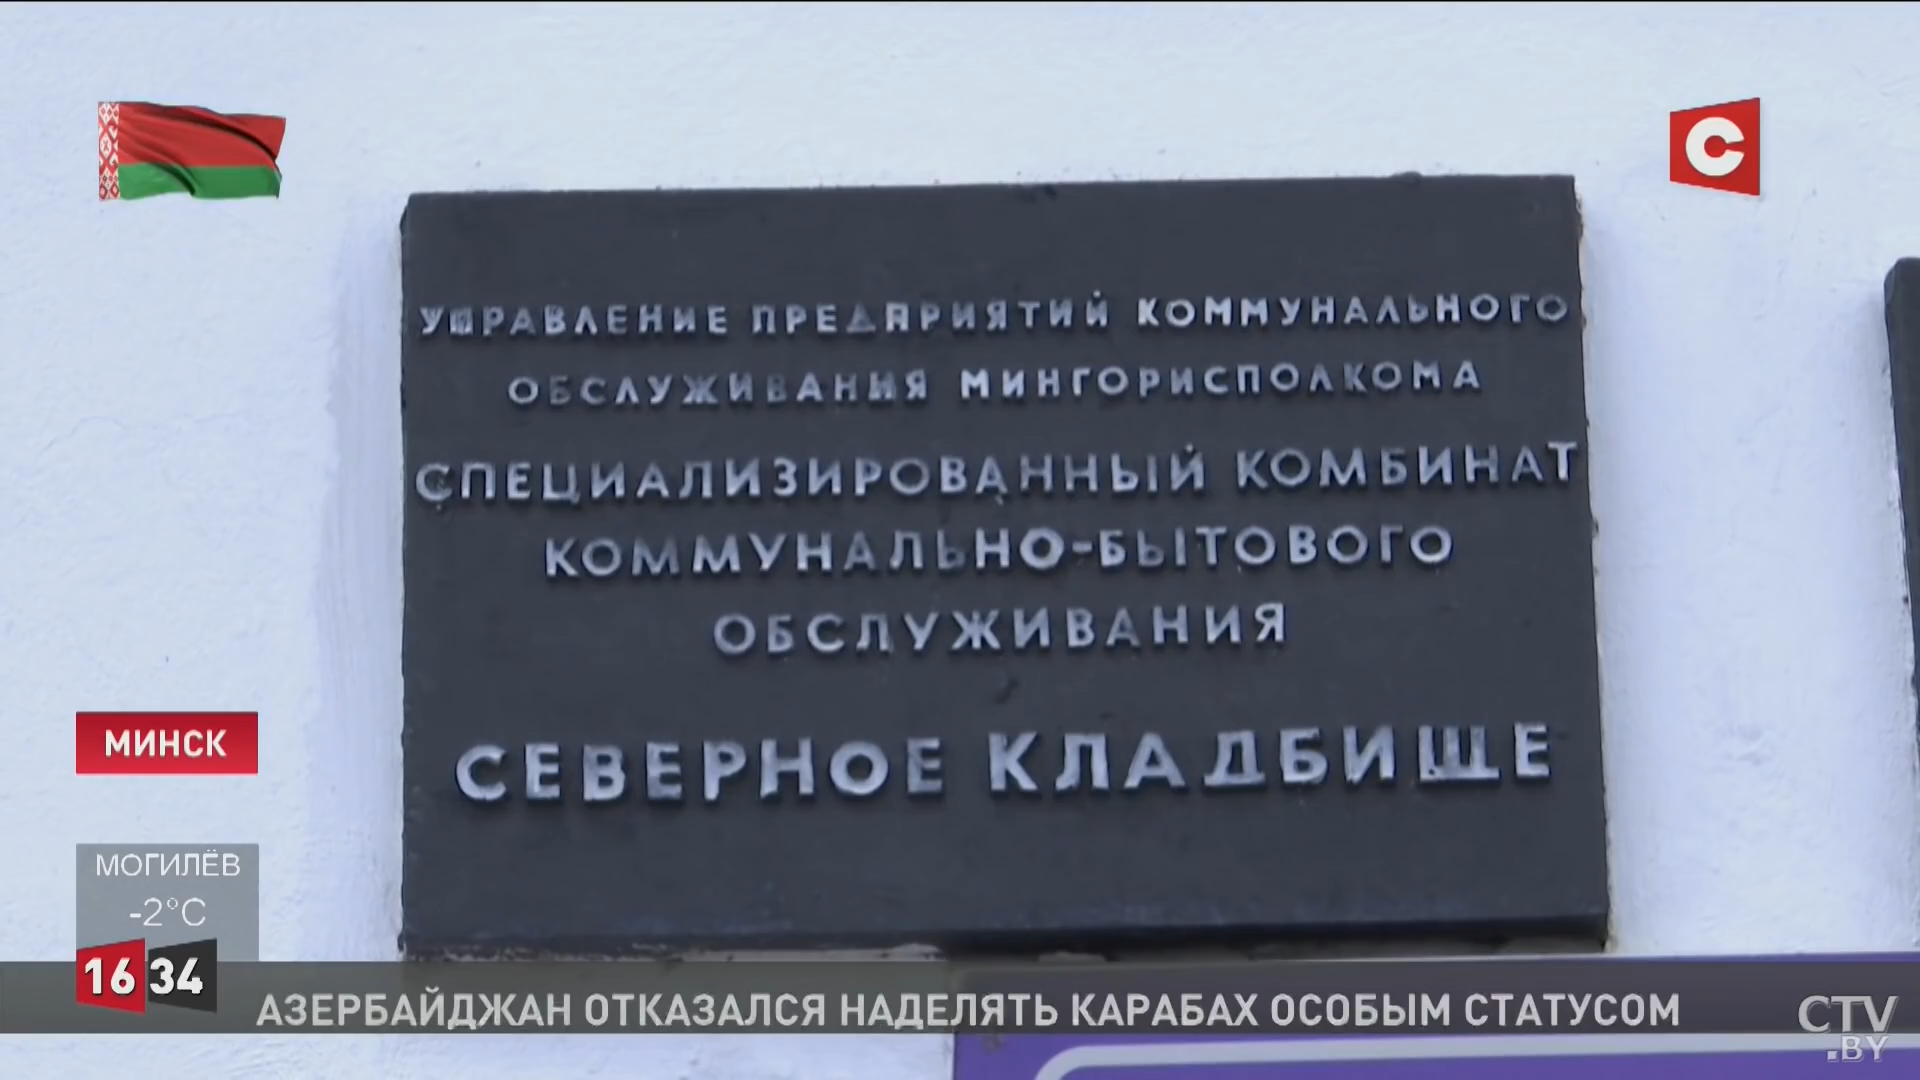 С
УПРАВЛЕНИЕ ПРЕДПРИЯТИЙ КОММУНАЛЬНОГО
ОБСЛУЖИВАНИЯ МИНГОРИСПОЛКОМА
СПЕЦИАЛИЗИРОВАННЫЙ КОМБИНАТ
КОММУНАЛЬНО-БЫТОВОГО
ОБСЛУЖИВАНИЯ
СЕВЕРНОЕ КЛАДБИЩЕ
МИНСК
МОГИЛЁВ
-2°C
16 34
АЗЕРБАЙДЖАН ОТКАЗАЛСЯ НАДЕЛЯТЬ КАРАБАХ ОСОБЫМ СТАТУСОМ
CTV
.BY